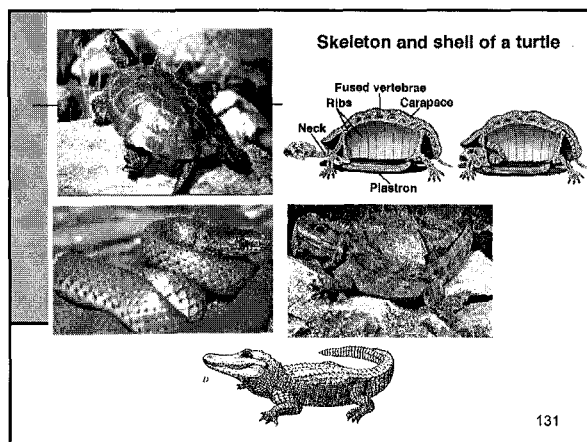 Skeleton and shell of a turtle
Fused vertebrae
Ribs
Carapace
Neck
Plastron
D
131